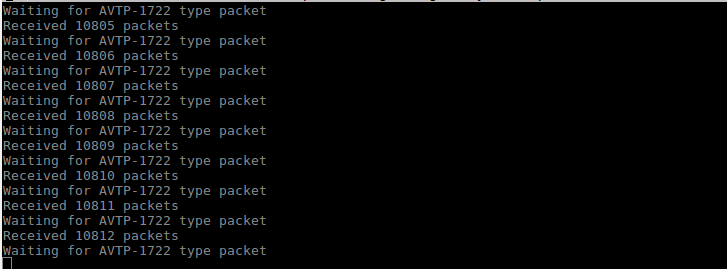 Waiting for AVTP-1722 type packet
Received 10805 packets
Waiting for AVTP-1722 type packet
Received 10806 packets
Waiting for AVTP-1722 type packet
Received 10807 packets
Waiting for AVTP-1722 type packet
Received 10808 packets
Waiting for AVTP-1722 type packet
Received 10809 packets
Waiting for AVTP-1722 type packet
Received 10810 packets
Waiting for AVTP-1722 type packet
Received 10811 packets
Waiting for AVTP-1722 type packet
Received 10812 packets
Waiting for AVTP-1722 type packet